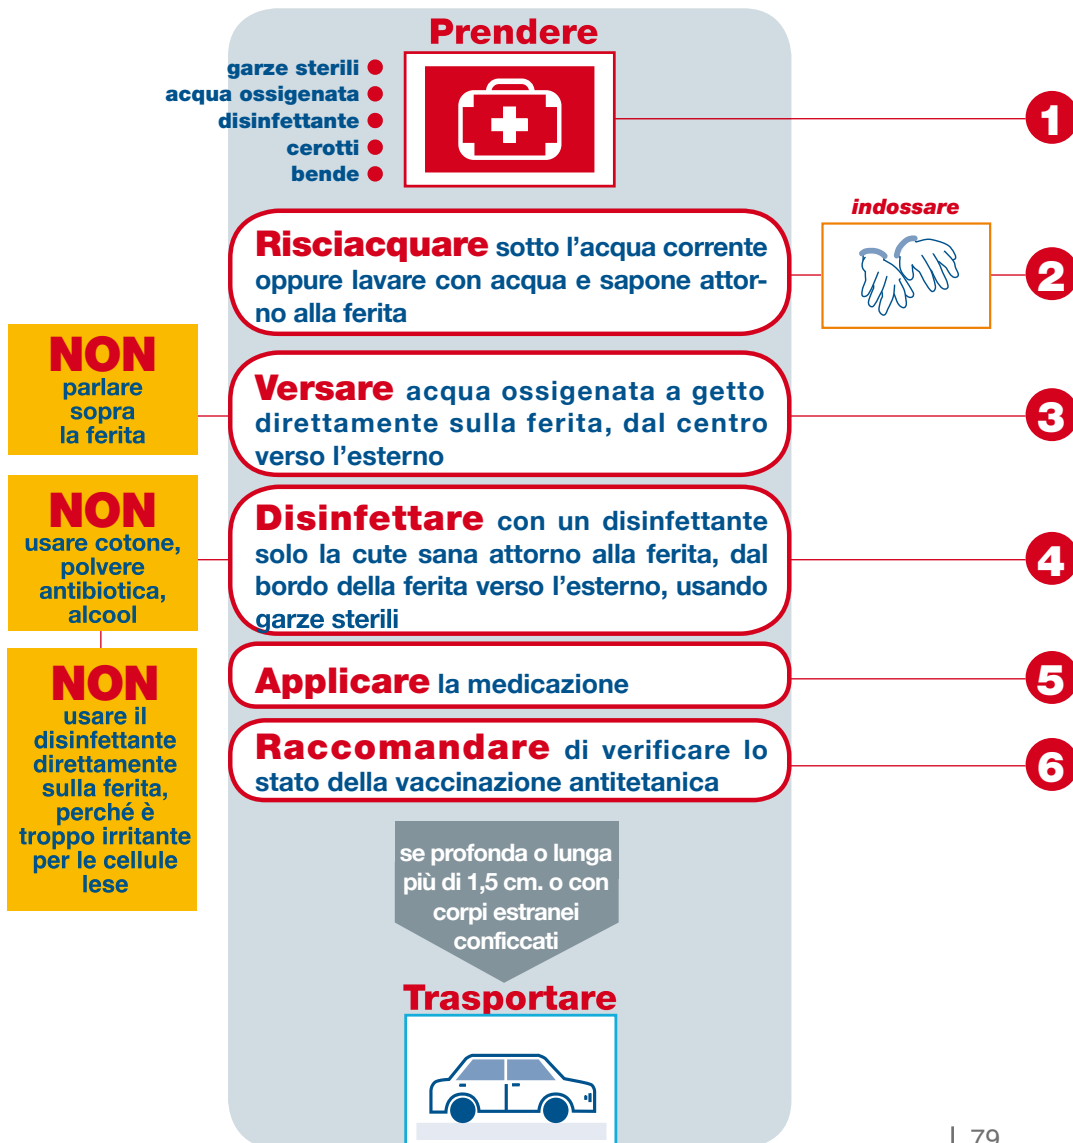 Prendere
garze sterili
acqua ossigenata
disinfettante
cerotti
bende
1
indossare
Risciacquare sotto l'acqua corrente
oppure lavare con acqua e sapone attor-
no alla ferita
2
NON
parlare
sopra
la ferita
Versare acqua ossigenata a getto
direttamente sulla ferita, dal centro
verso l'esterno
3
NON
usare cotone,
polvere
antibiotica,
alcool
Disinfettare con un disinfettante
solo la cute sana attorno alla ferita, dal
bordo della ferita verso l'esterno, usando
garze sterili
4
NON
usare il
disinfettante
direttamente
sulla ferita,
perché è
troppo irritante
per le cellule
lese
Applicare la medicazione
5
Raccomandare di verificare lo
stato della vaccinazione antitetanica
6
se profonda o lunga
più di 1,5 cm. o con
corpi estranei
conficcati
Trasportare
79